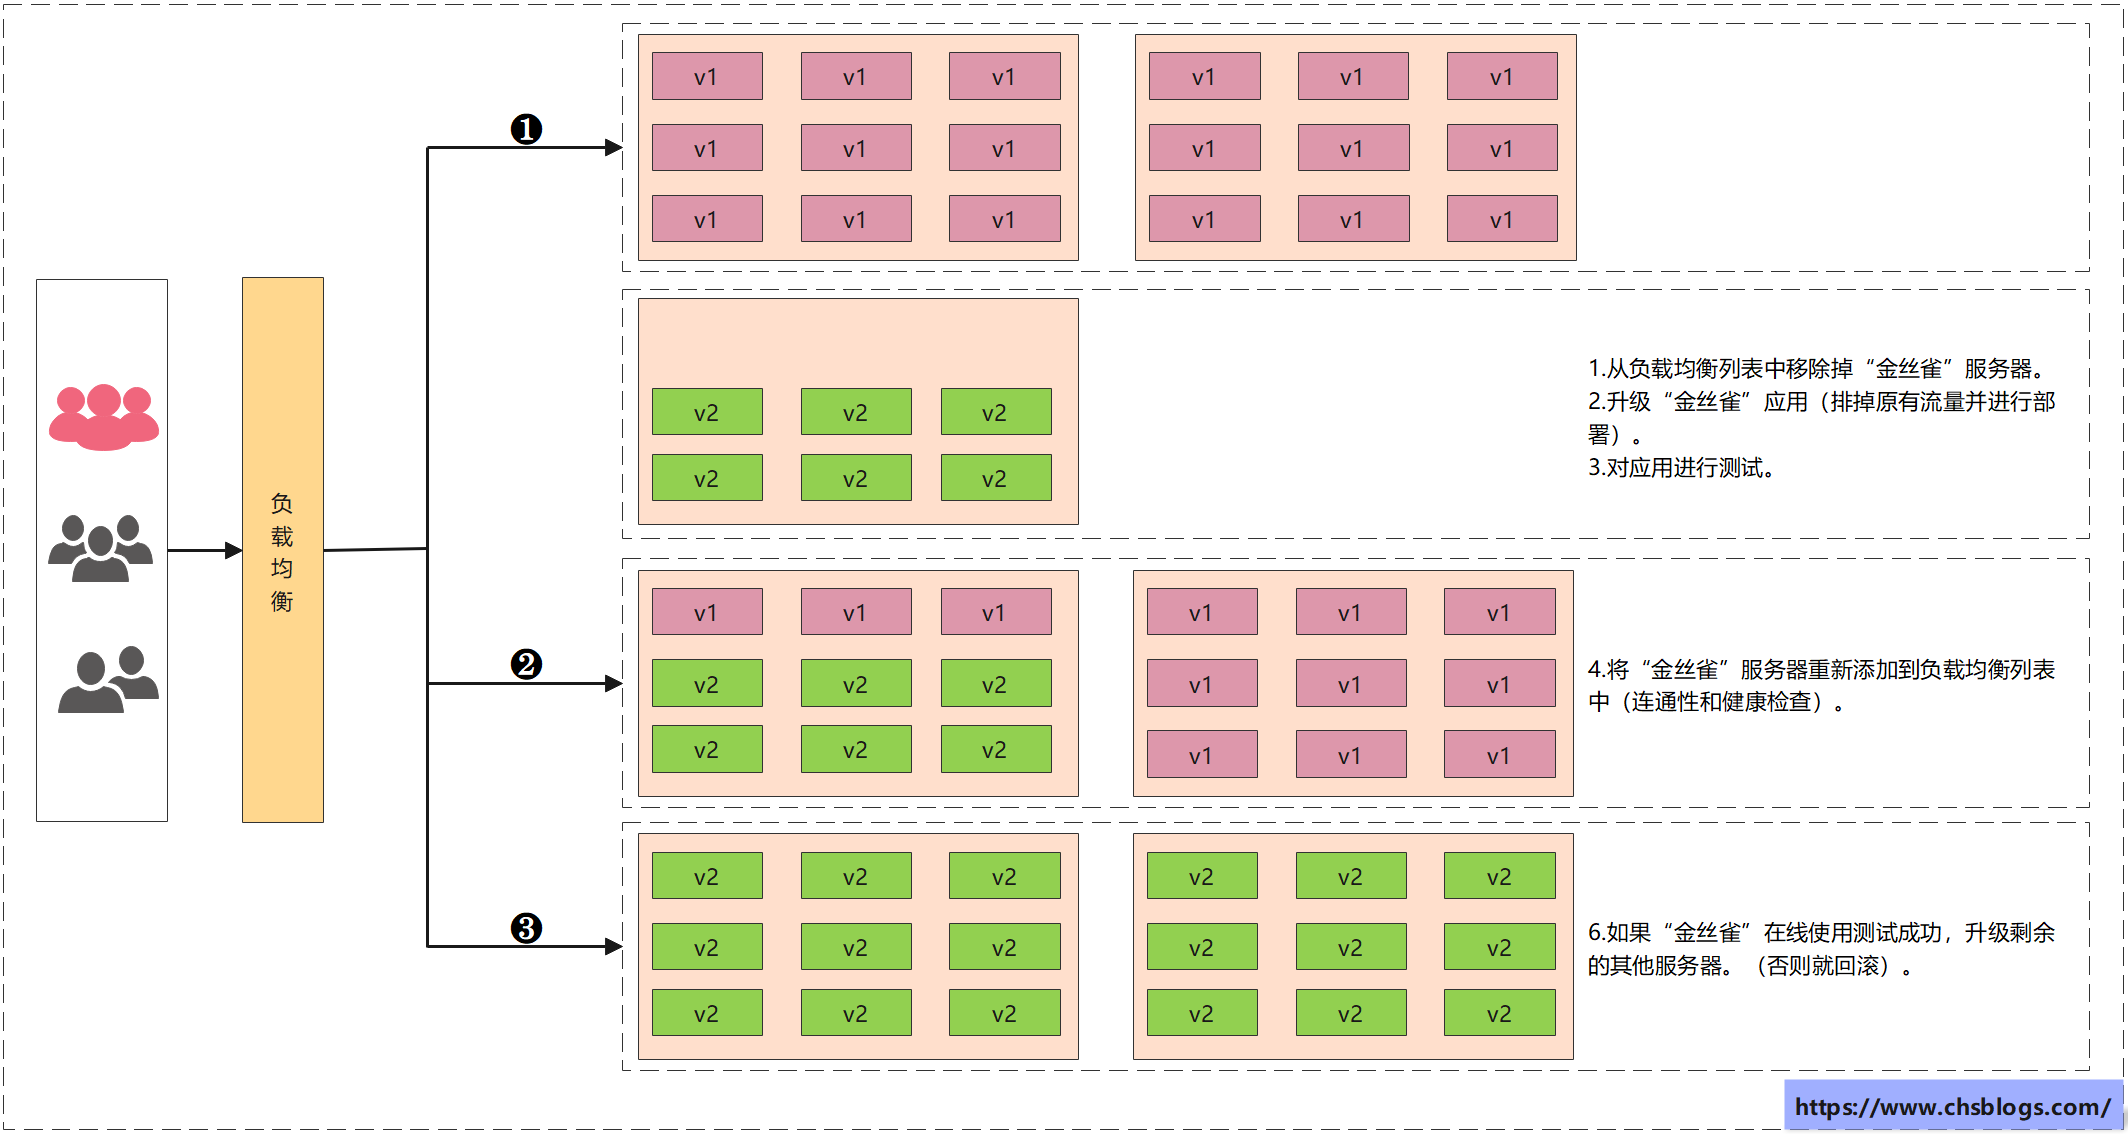 负
载
均
衡
❶
v1 v1 v1 v1 v1 v1
v1 v1 v1 v1 v1 v1
v1 v1 v1 v1 v1 v1
v2 v2 v2
v2 v2 v2
1.从负载均衡列表中移除掉“金丝雀”服务器。
2.升级“金丝雀”应用（排掉原有流量并进行部
署）。
3.对应用进行测试。
❷
v1 v1 v1 v1 v1 v1
v2 v2 v2 v1 v1 v1
v2 v2 v2 v1 v1 v1
4.将“金丝雀”服务器重新添加到负载均衡列表
中（连通性和健康检查）。
❸
v2 v2 v2 v2 v2 v2
v2 v2 v2 v2 v2 v2
v2 v2 v2 v2 v2 v2
6.如果“金丝雀”在线使用测试成功，升级剩余
的其他服务器。（否则就回滚）。
https://www.chsblogs.com/